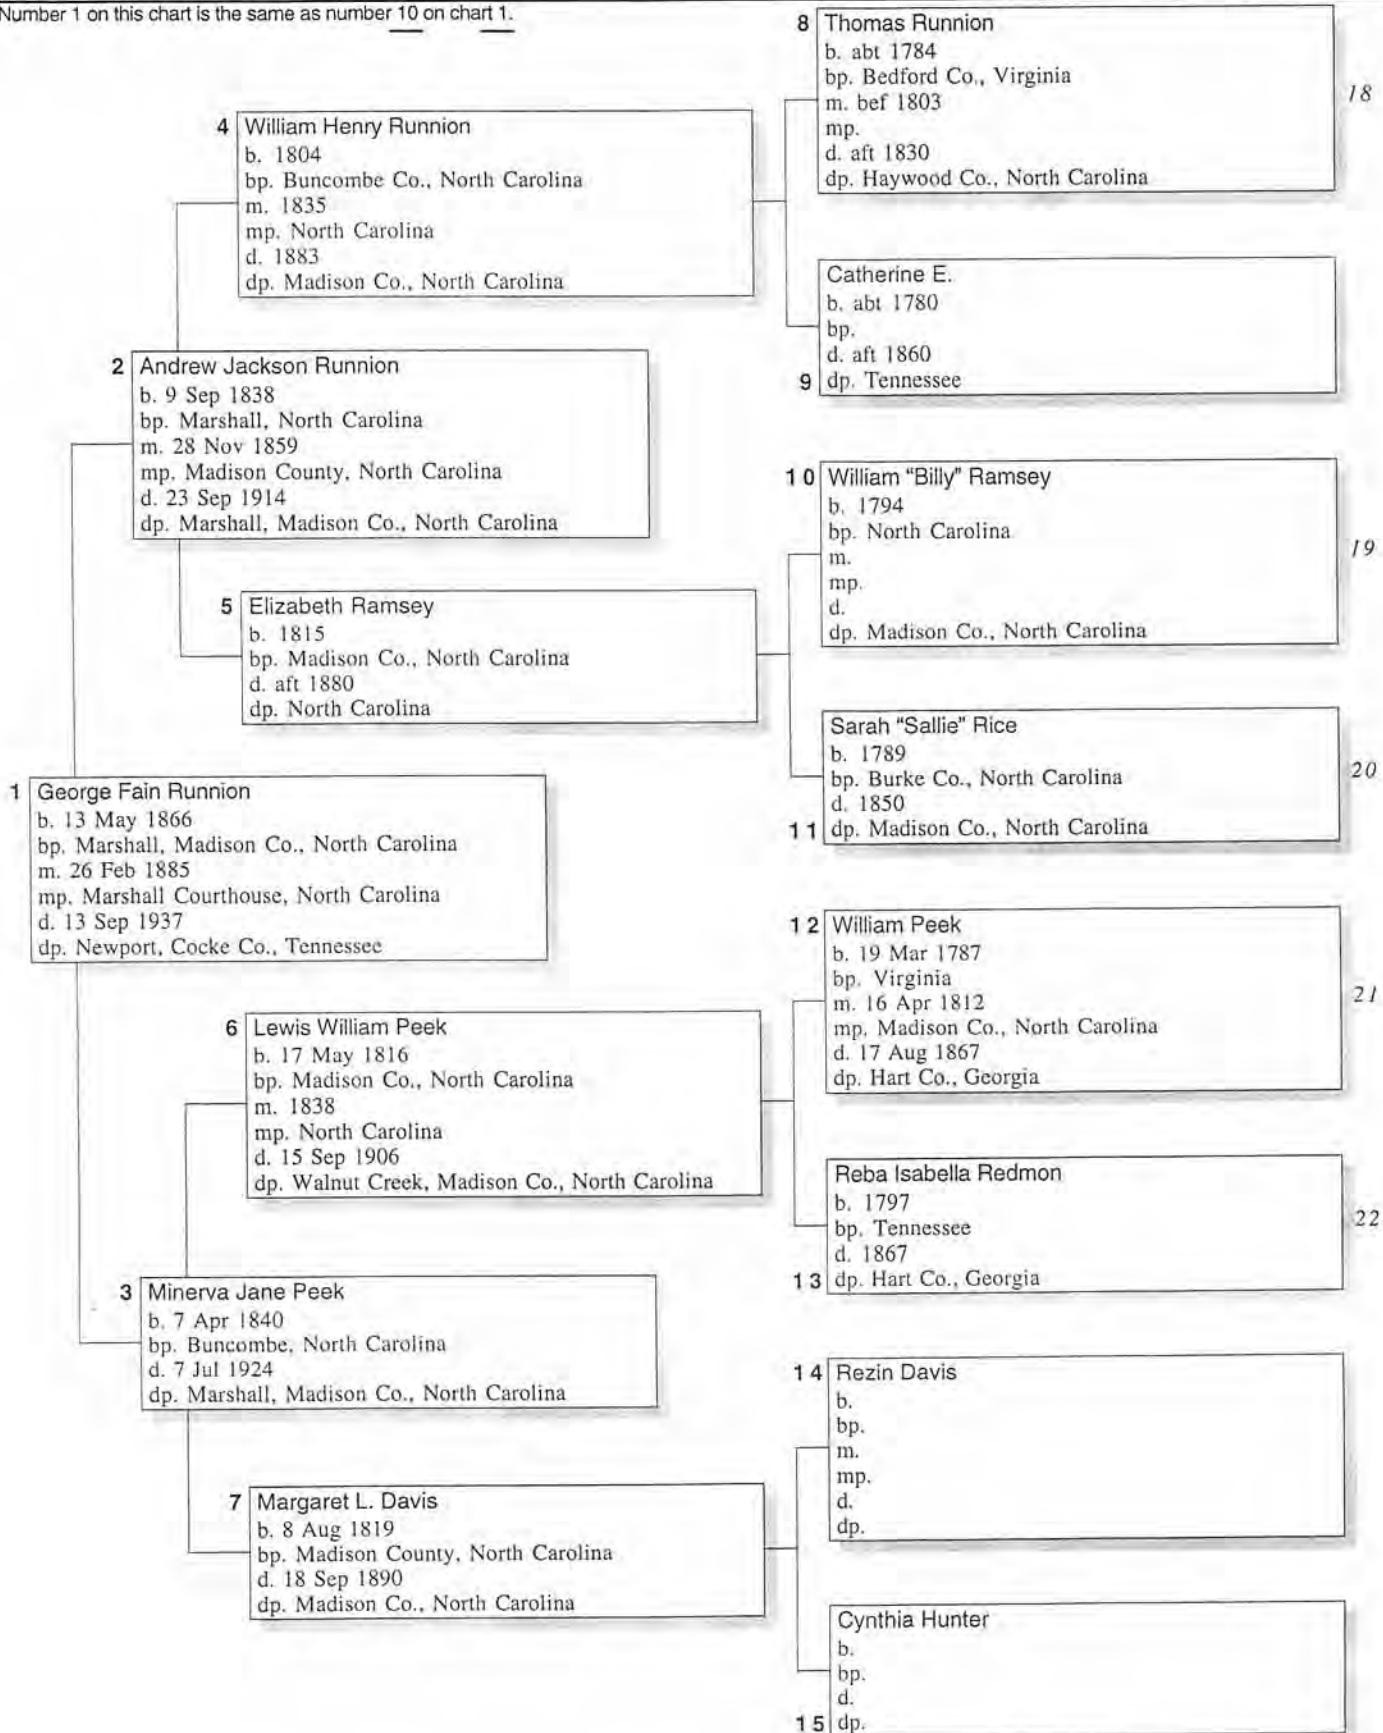 Number 1 on this chart is the same as number 10 on chart 1.
8 Thomas Runnion
b. abt 1784
bp. Bedford Co., Virginia
m. bef 1803
mp.
d. aft 1830
dp. Haywood Co., North Carolina
18
4 William Henry Runnion
b. 1804
bp. Buncombe Co., North Carolina
m. 1835
mp. North Carolina
d. 1883
dp. Madison Co., North Carolina
Catherine E.
b. abt 1780
bp.
d. aft 1860
9 dp. Tennessee
2 Andrew Jackson Runnion
b. 9 Sep 1838
bp. Marshall, North Carolina
m. 28 Nov 1859
mp. Madison County, North Carolina
d. 23 Sep 1914
dp. Marshall, Madison Co., North Carolina
10 William “Billy” Ramsey
b. 1794
bp. North Carolina
m.
mp.
d.
dp. Madison Co., North Carolina
19
5 Elizabeth Ramsey
b. 1815
bp. Madison Co., North Carolina
d. aft 1880
dp. North Carolina
Sarah “Sallie” Rice
b. 1789
bp. Burke Co., North Carolina
d. 1850
11 dp. Madison Co., North Carolina
20
1 George Fain Runnion
b. 13 May 1866
bp. Marshall, Madison Co., North Carolina
m. 26 Feb 1885
mp. Marshall Courthouse, North Carolina
d. 13 Sep 1937
dp. Newport, Cocke Co., Tennessee
12 William Peek
b. 19 Mar 1787
bp. Virginia
m. 16 Apr 1812
mp. Madison Co., North Carolina
d. 17 Aug 1867
dp. Hart Co., Georgia
21
6 Lewis William Peek
b. 17 May 1816
bp. Madison Co., North Carolina
m. 1838
mp. North Carolina
d. 15 Sep 1906
dp. Walnut Creek, Madison Co., North Carolina
Reba Isabella Redmon
b. 1797
bp. Tennessee
d. 1867
13 dp. Hart Co., Georgia
22
3 Minerva Jane Peek
b. 7 Apr 1840
bp. Buncombe, North Carolina
d. 7 Jul 1924
dp. Marshall, Madison Co., North Carolina
14 Rezin Davis
b.
bp.
m.
mp.
d.
dp.
7 Margaret L. Davis
b. 8 Aug 1819
bp. Madison County, North Carolina
d. 18 Sep 1890
dp. Madison Co., North Carolina
Cynthia Hunter
b.
bp.
d.
15 dp.